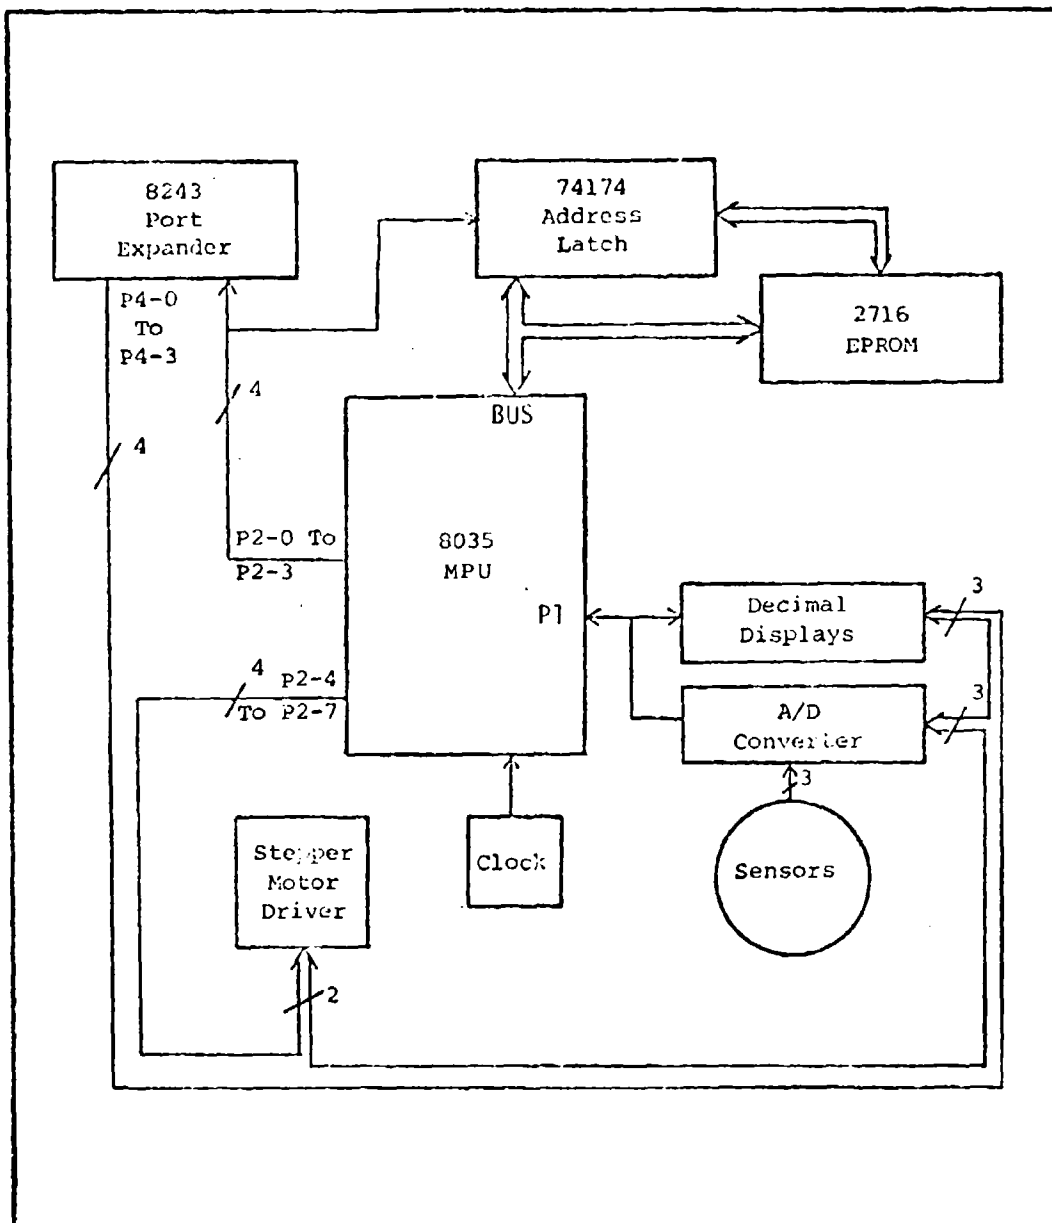 8243
Port
Expander
74174
Address
Latch
P4-0
To
P4-3
2716
EPROM
4
BUS
4
P2-0 To
P2-3
8035
MPU
P1
Decimal
Displays
3
4
P2-4
To P2-7
A/D
Converter
3
3
Stepper
Motor
Driver
Clock
Sensors
2